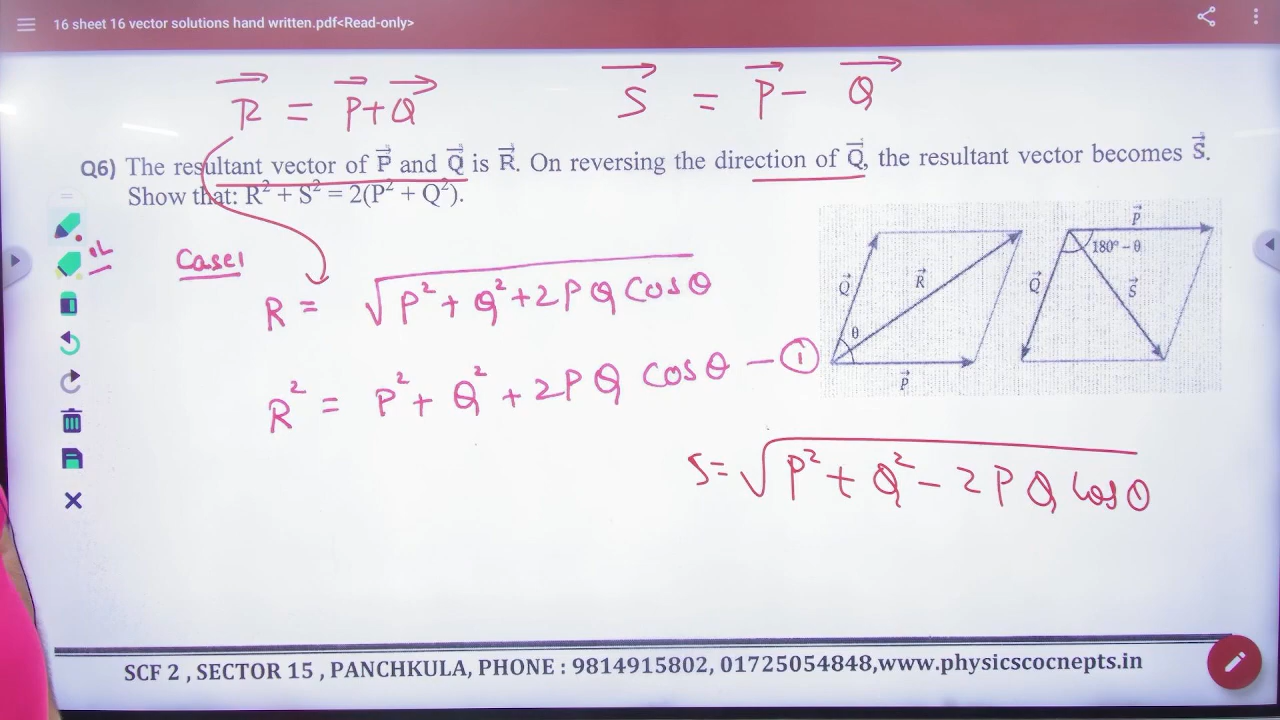 16 sheet 16 vector solutions hand written.pdf<Read-only>
R⃗ = P⃗ + Q⃗
S⃗ = P⃗ - Q⃗
Q6) The resultant vector of P⃗ and Q⃗ is R⃗. On reversing the direction of Q⃗, the resultant vector becomes S⃗.
Show that: R² + S² = 2(P² + Q²).
Case1
R = √P² + Q² + 2PQ Cosθ
R² = P² + Q² + 2PQ Cosθ — ①
Q⃗
R⃗
θ
P⃗
P⃗
180° – θ
Q⃗
S⃗
S = √P² + Q² - 2PQ Cosθ
SCF 2 , SECTOR 15 , PANCHKULA, PHONE : 9814915802, 01725054848,www.physicscocnepts.in